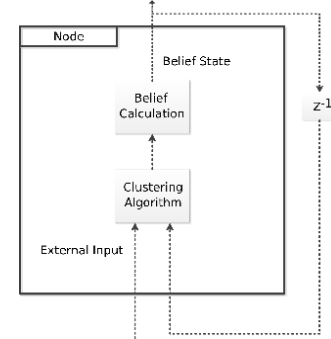 Node
Belief State
Belief
Calculation
z-1
Clustering
Algorithm
External Input